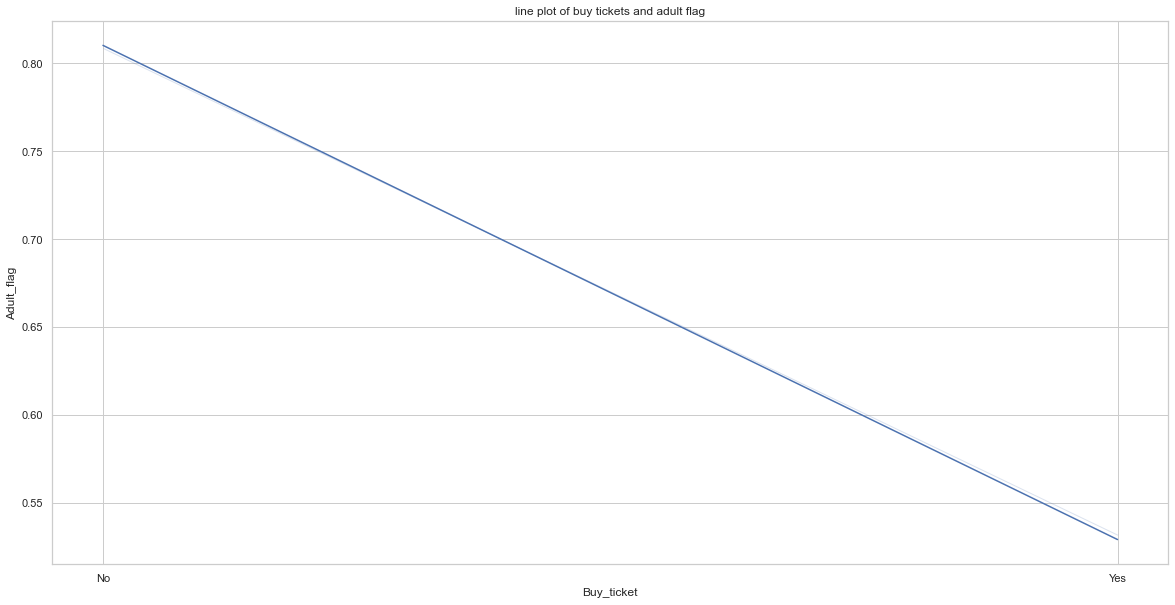 line plot of buy tickets and adult flag
0.80
0.75
0.70
0.65
0.60
0.55
Adult_flag
No Yes
Buy_ticket